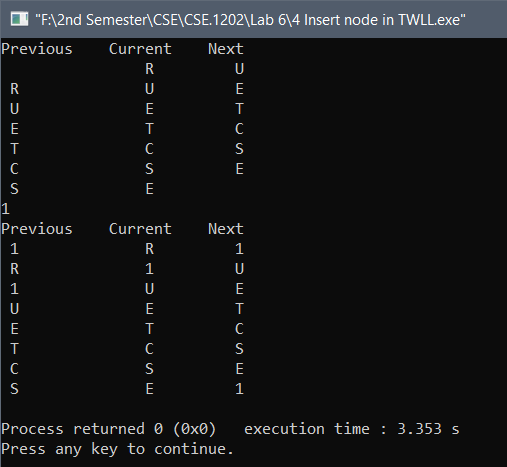 "F:\2nd Semester\CSE\CSE.1202\Lab 6\4 Insert node in TWLL.exe"
Previous    Current    Next
                R         U
 R              U         E
 U              E         T
 E              T         C
 T              C         S
 C              S         E
 S              E
1
Previous    Current    Next
 1              R         1
 R              1         U
 1              U         E
 U              E         T
 E              T         C
 T              C         S
 C              S         E
 S              E         1
Process returned 0 (0x0)   execution time : 3.353 s
Press any key to continue.